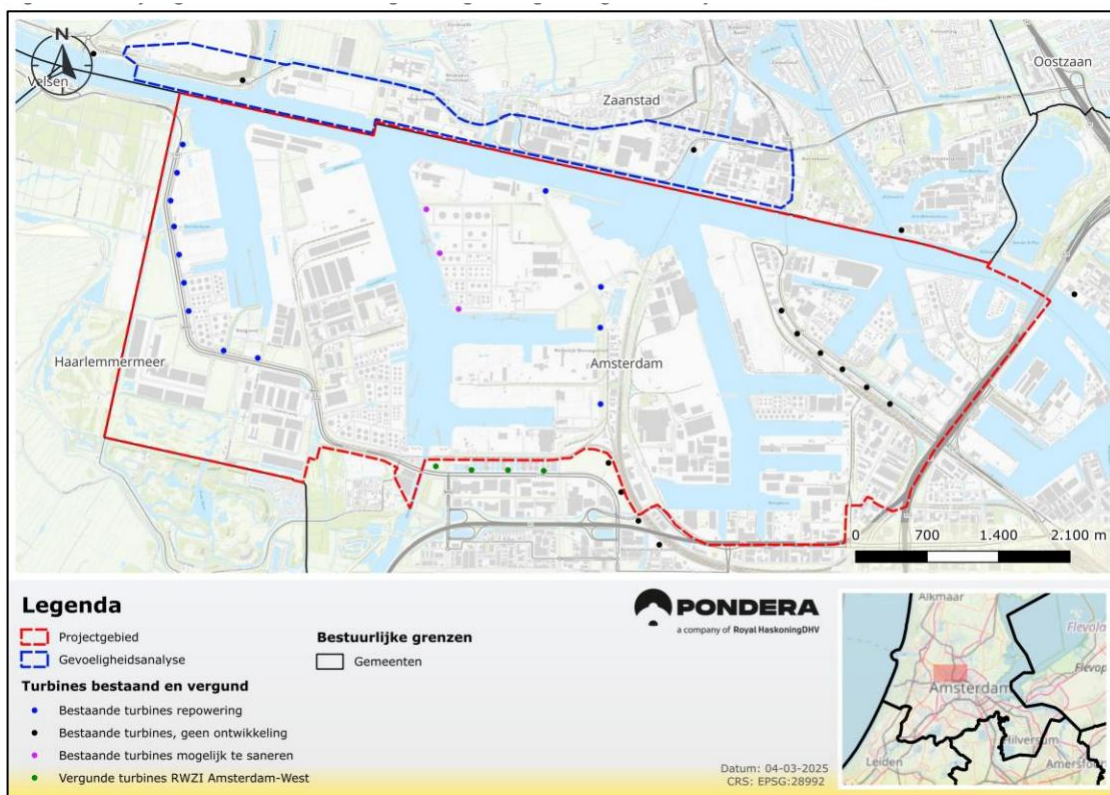 Velsen
Zaanstad
Oostzaan
Haarlemmermeer
Amsterdam
0 700 1.400 2.100 m
Legenda
Projectgebied
Gevoeligheidsanalyse
Bestuurlijke grenzen
Gemeenten
Turbines bestaand en vergund
Bestaande turbines repowering
Bestaande turbines, geen ontwikkeling
Bestaande turbines mogelijk te saneren
Vergunde turbines RWZI Amsterdam-West
PONDERA
a company of Royal HaskoningDHV
Datum: 04-03-2025
CRS: EPSG:28992
Alkmaar
Amsterdam
Hilversum
Leiden